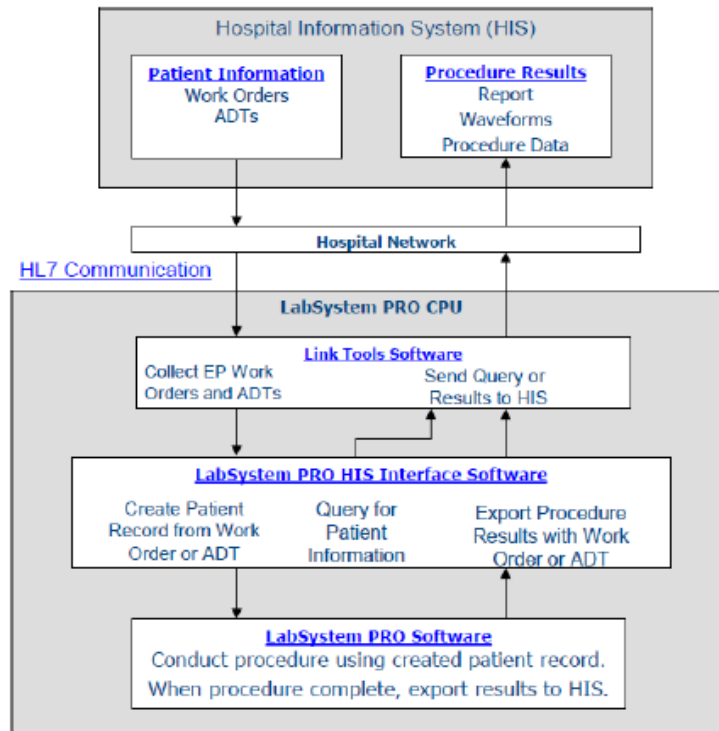 Hospital Information System (HIS)
Patient Information
Work Orders
ADTs
Procedure Results
Report
Waveforms
Procedure Data
Hospital Network
HL7 Communication
LabSystem PRO CPU
Link Tools Software
Collect EP Work
Orders and ADTs
Send Query or
Results to HIS
LabSystem PRO HIS Interface Software
Create Patient
Record from Work
Order or ADT
Query for
Patient
Information
Export Procedure
Results with Work
Order or ADT
LabSystem PRO Software
Conduct procedure using created patient record.
When procedure complete, export results to HIS.